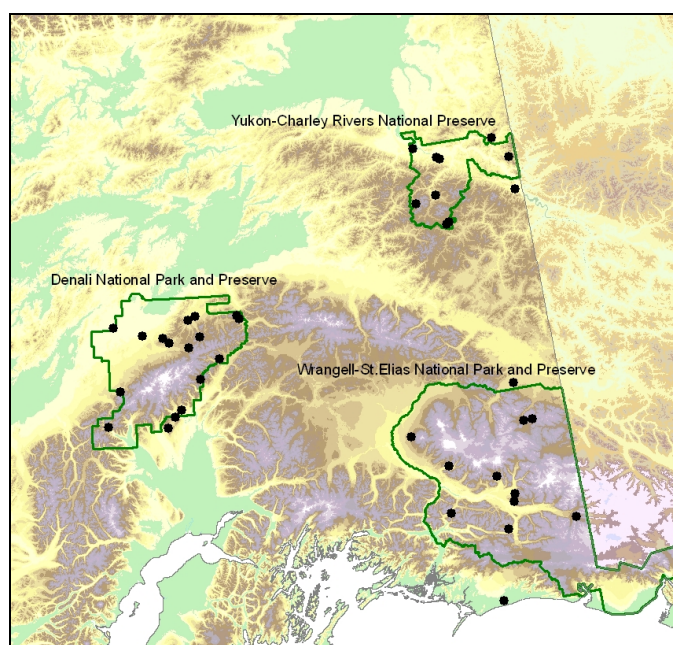 Yukon-Charley Rivers National Preserve
Denali National Park and Preserve
Wrangell-St.Elias National Park and Preserve